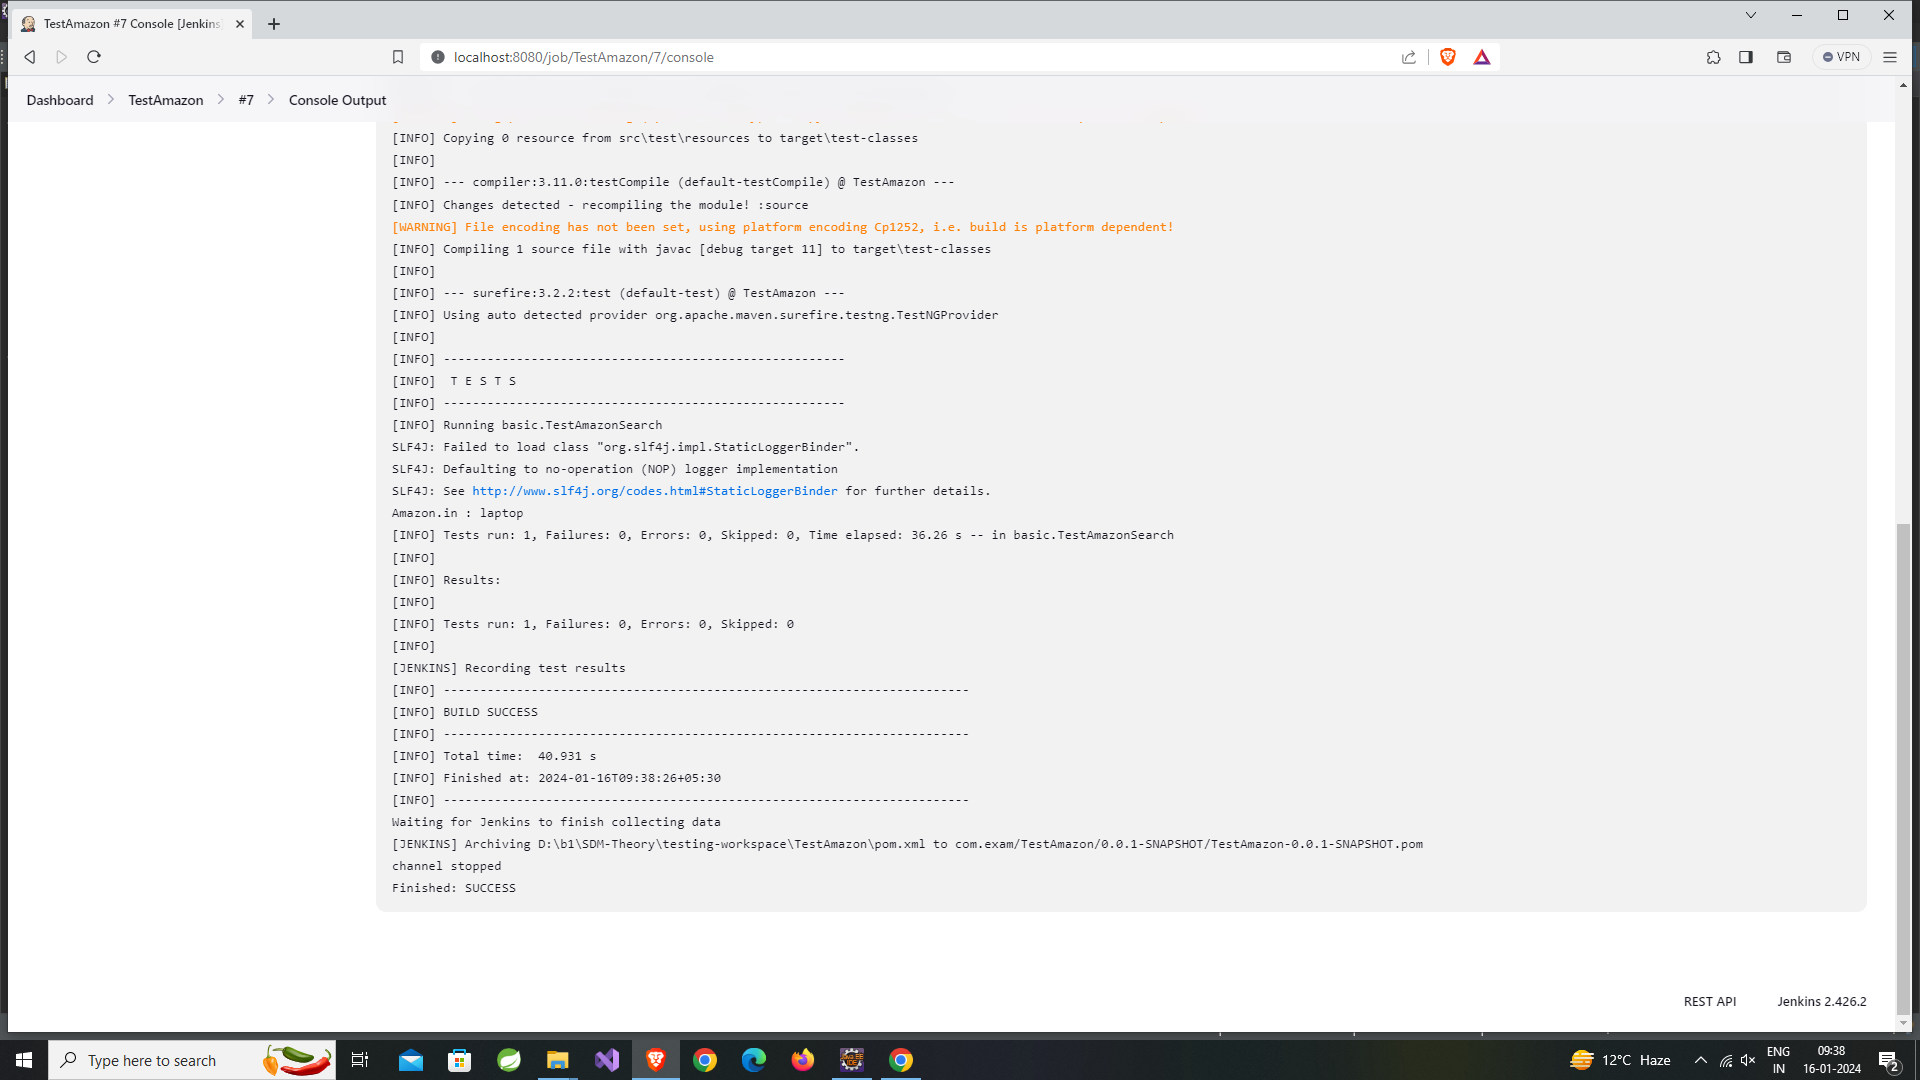 TestAmazon #7 Console [Jenkins
localhost:8080/job/TestAmazon/7/console
VPN
Dashboard > TestAmazon > #7 > Console Output
[INFO] Copying 0 resource from src\test\resources to target\test-classes
[INFO]
[INFO] --- compiler:3.11.0:testCompile (default-testCompile) @ TestAmazon ---
[INFO] Changes detected - recompiling the module! :source
[WARNING] File encoding has not been set, using platform encoding Cp1252, i.e. build is platform dependent!
[INFO] Compiling 1 source file with javac [debug target 11] to target\test-classes
[INFO]
[INFO] --- surefire:3.2.2:test (default-test) @ TestAmazon ---
[INFO] Using auto detected provider org.apache.maven.surefire.testng.TestNGProvider
[INFO]
[INFO] -------------------------------------------------------
[INFO]  T E S T S
[INFO] -------------------------------------------------------
[INFO] Running basic.TestAmazonSearch
SLF4J: Failed to load class "org.slf4j.impl.StaticLoggerBinder".
SLF4J: Defaulting to no-operation (NOP) logger implementation
SLF4J: See http://www.slf4j.org/codes.html#StaticLoggerBinder for further details.
Amazon.in : laptop
[INFO] Tests run: 1, Failures: 0, Errors: 0, Skipped: 0, Time elapsed: 36.26 s -- in basic.TestAmazonSearch
[INFO]
[INFO] Results:
[INFO]
[INFO] Tests run: 1, Failures: 0, Errors: 0, Skipped: 0
[INFO]
[JENKINS] Recording test results
[INFO] ------------------------------------------------------------------------
[INFO] BUILD SUCCESS
[INFO] ------------------------------------------------------------------------
[INFO] Total time:  40.931 s
[INFO] Finished at: 2024-01-16T09:38:26+05:30
[INFO] ------------------------------------------------------------------------
Waiting for Jenkins to finish collecting data
[JENKINS] Archiving D:\b1\SDM-Theory\testing-workspace\TestAmazon\pom.xml to com.exam/TestAmazon/0.0.1-SNAPSHOT/TestAmazon-0.0.1-SNAPSHOT.pom
channel stopped
Finished: SUCCESS
REST API
Jenkins 2.426.2
Type here to search
12°C Haze
ENG
IN
09:38
16-01-2024
2